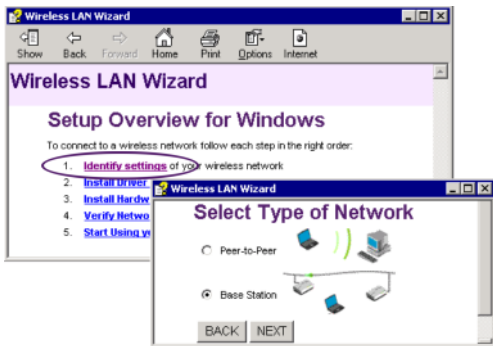 Wireless LAN Wizard
Show Back Forward Home Print Options Internet
Wireless LAN Wizard
Setup Overview for Windows
To connect to a wireless network follow each step in the right order:
1. Identify settings of your wireless network
2. Install Driver
3. Install Hardw
4. Verify Netwo
5. Start Using y
Wireless LAN Wizard
Select Type of Network
Peer-to-Peer
Base Station
BACK NEXT